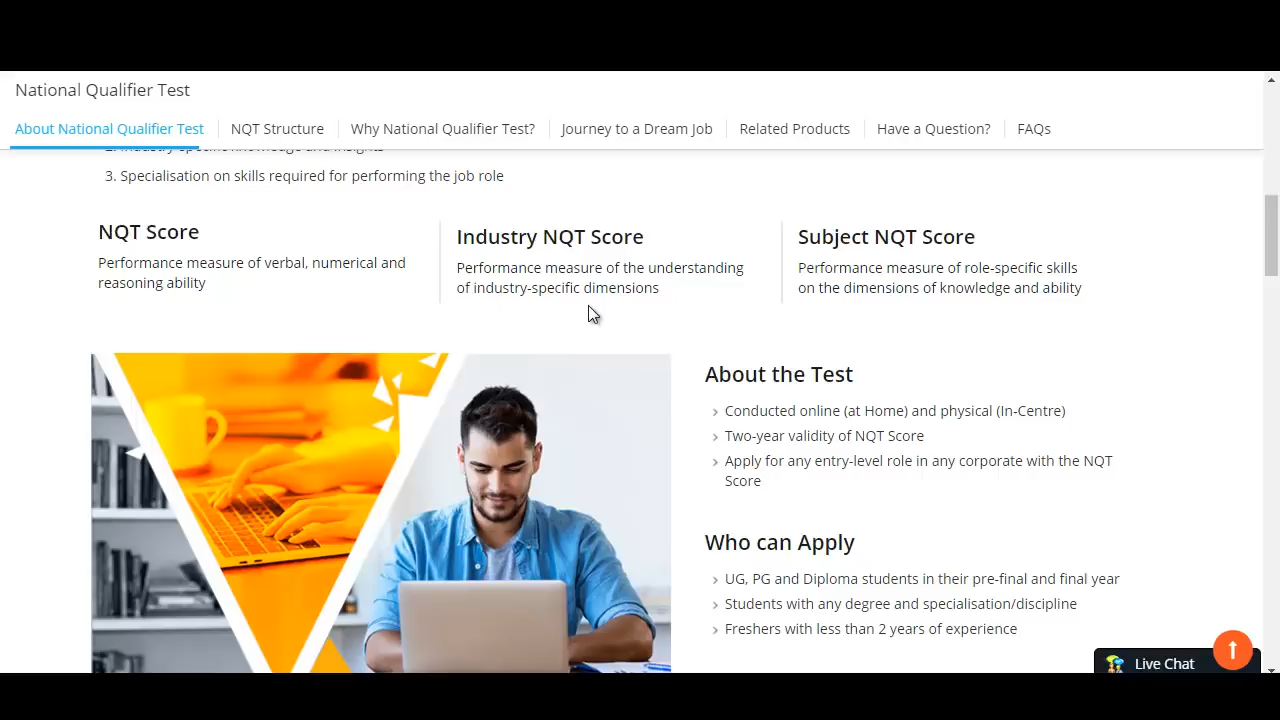 National Qualifier Test
About National Qualifier Test
NQT Structure
Why National Qualifier Test?
Journey to a Dream Job
Related Products
Have a Question?
FAQs
2. Industry-specific knowledge and insights
3. Specialisation on skills required for performing the job role
NQT Score
Performance measure of verbal, numerical and
reasoning ability
Industry NQT Score
Performance measure of the understanding
of industry-specific dimensions
Subject NQT Score
Performance measure of role-specific skills
on the dimensions of knowledge and ability
About the Test
Conducted online (at Home) and physical (In-Centre)
Two-year validity of NQT Score
Apply for any entry-level role in any corporate with the NQT
Score
Who can Apply
UG, PG and Diploma students in their pre-final and final year
Students with any degree and specialisation/discipline
Freshers with less than 2 years of experience
Live Chat